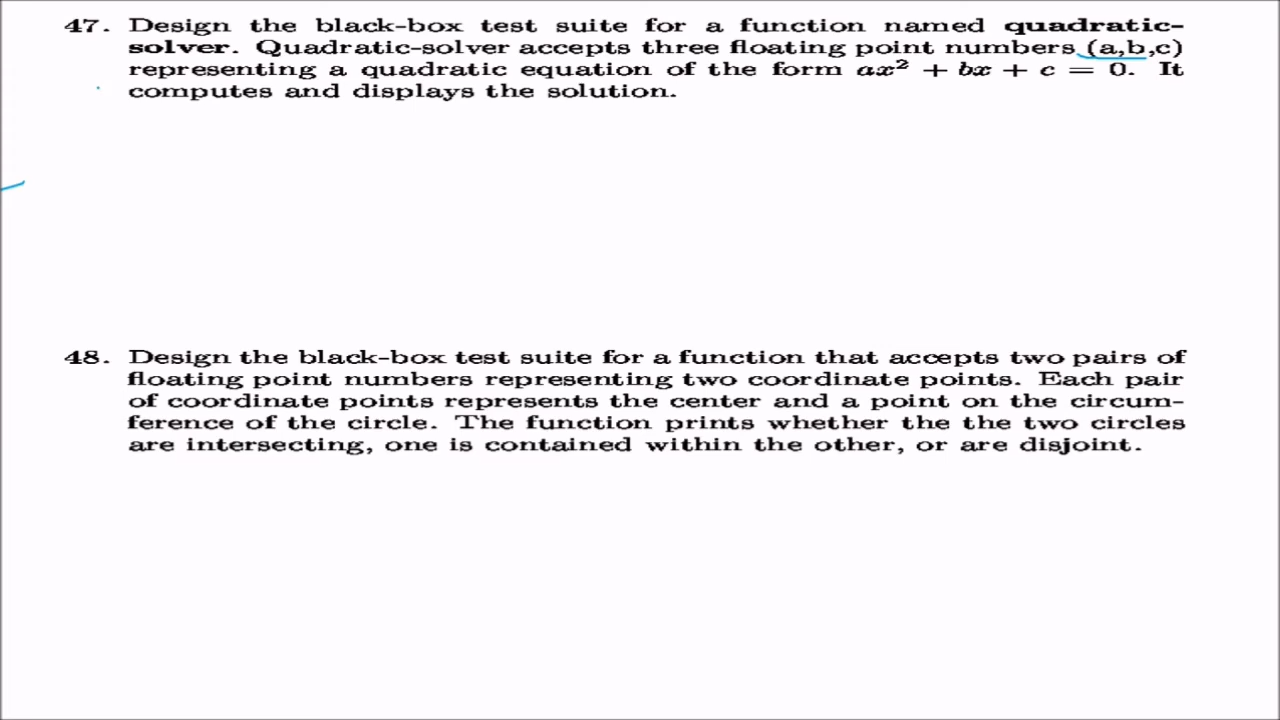 47. Design the black-box test suite for a function named quadratic-
solver. Quadratic-solver accepts three floating point numbers (a,b,c)
representing a quadratic equation of the form ax² + bx + c = 0. It
computes and displays the solution.
48. Design the black-box test suite for a function that accepts two pairs of
floating point numbers representing two coordinate points. Each pair
of coordinate points represents the center and a point on the circum-
ference of the circle. The function prints whether the the two circles
are intersecting, one is contained within the other, or are disjoint.